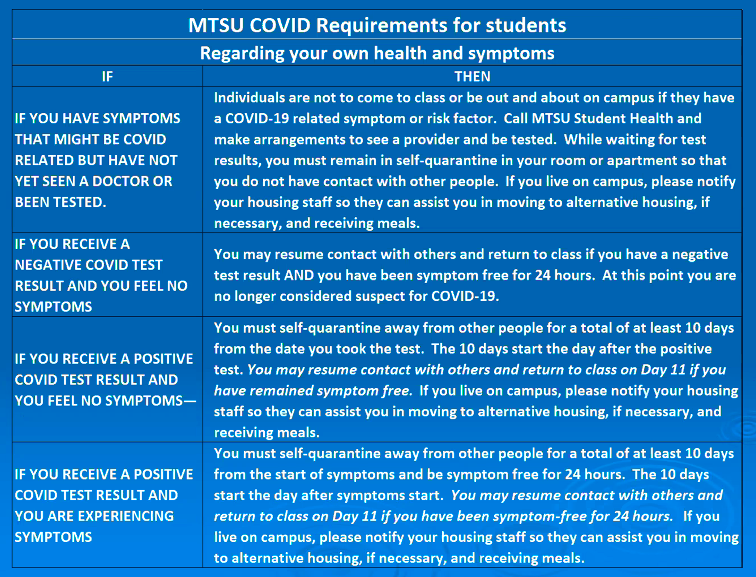 MTSU COVID Requirements for students
Regarding your own health and symptoms
IF
THEN
IF YOU HAVE SYMPTOMS
THAT MIGHT BE COVID
RELATED BUT HAVE NOT
YET SEEN A DOCTOR OR
BEEN TESTED.
Individuals are not to come to class or be out and about on campus if they have
a COVID-19 related symptom or risk factor.  Call MTSU Student Health and
make arrangements to see a provider and be tested.  While waiting for test
results, you must remain in self-quarantine in your room or apartment so that
you do not have contact with other people.  If you live on campus, please notify
your housing staff so they can assist you in moving to alternative housing, if
necessary, and receiving meals.
IF YOU RECEIVE A
NEGATIVE COVID TEST
RESULT AND YOU FEEL NO
SYMPTOMS
You may resume contact with others and return to class if you have a negative
test result AND you have been symptom free for 24 hours.  At this point you are
no longer considered suspect for COVID-19.
IF YOU RECEIVE A POSITIVE
COVID TEST RESULT AND
YOU FEEL NO SYMPTOMS—
You must self-quarantine away from other people for a total of at least 10 days
from the date you took the test.  The 10 days start the day after the positive
test. You may resume contact with others and return to class on Day 11 if you
have remained symptom free.  If you live on campus, please notify your housing
staff so they can assist you in moving to alternative housing, if necessary, and
receiving meals.
IF YOU RECEIVE A POSITIVE
COVID TEST RESULT AND
YOU ARE EXPERIENCING
SYMPTOMS
You must self-quarantine away from other people for a total of at least 10 days
from the start of symptoms and be symptom free for 24 hours.  The 10 days
start the day after symptoms start.  You may resume contact with others and
return to class on Day 11 if you have been symptom-free for 24 hours.  If you
live on campus, please notify your housing staff so they can assist you in moving
to alternative housing, if necessary, and receiving meals.